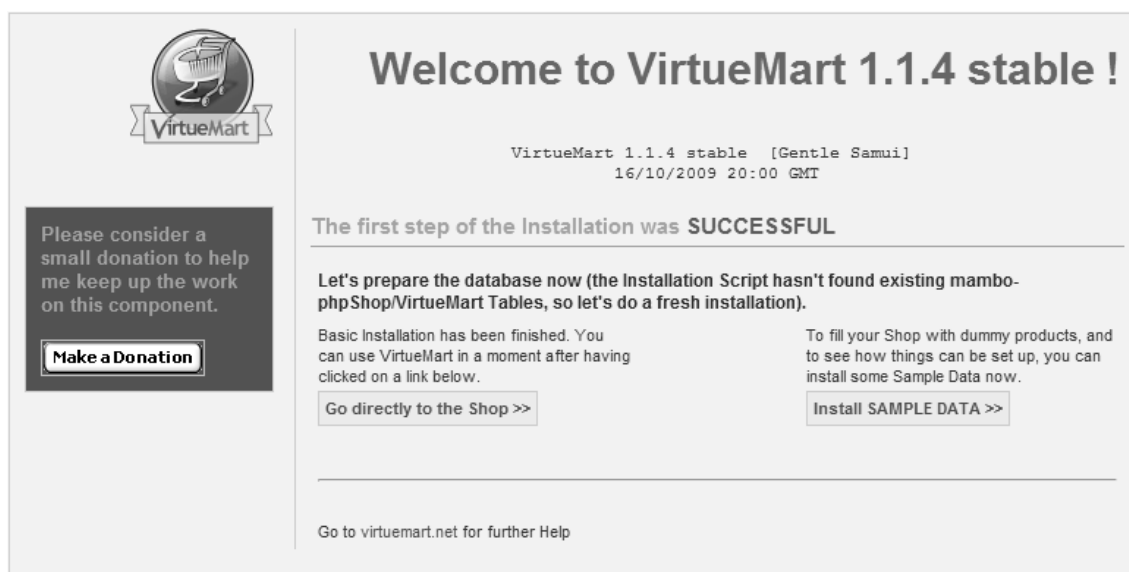 VirtueMart
Welcome to VirtueMart 1.1.4 stable !
VirtueMart 1.1.4 stable [Gentle Samui]
16/10/2009 20:00 GMT
Please consider a
small donation to help
me keep up the work
on this component.
Make a Donation
The first step of the Installation was SUCCESSFUL
Let's prepare the database now (the Installation Script hasn't found existing mambo-
phpShop/VirtueMart Tables, so let's do a fresh installation).
Basic Installation has been finished. You
can use VirtueMart in a moment after having
clicked on a link below.
Go directly to the Shop >>
To fill your Shop with dummy products, and
to see how things can be set up, you can
install some Sample Data now.
Install SAMPLE DATA >>
Go to virtuemart.net for further Help